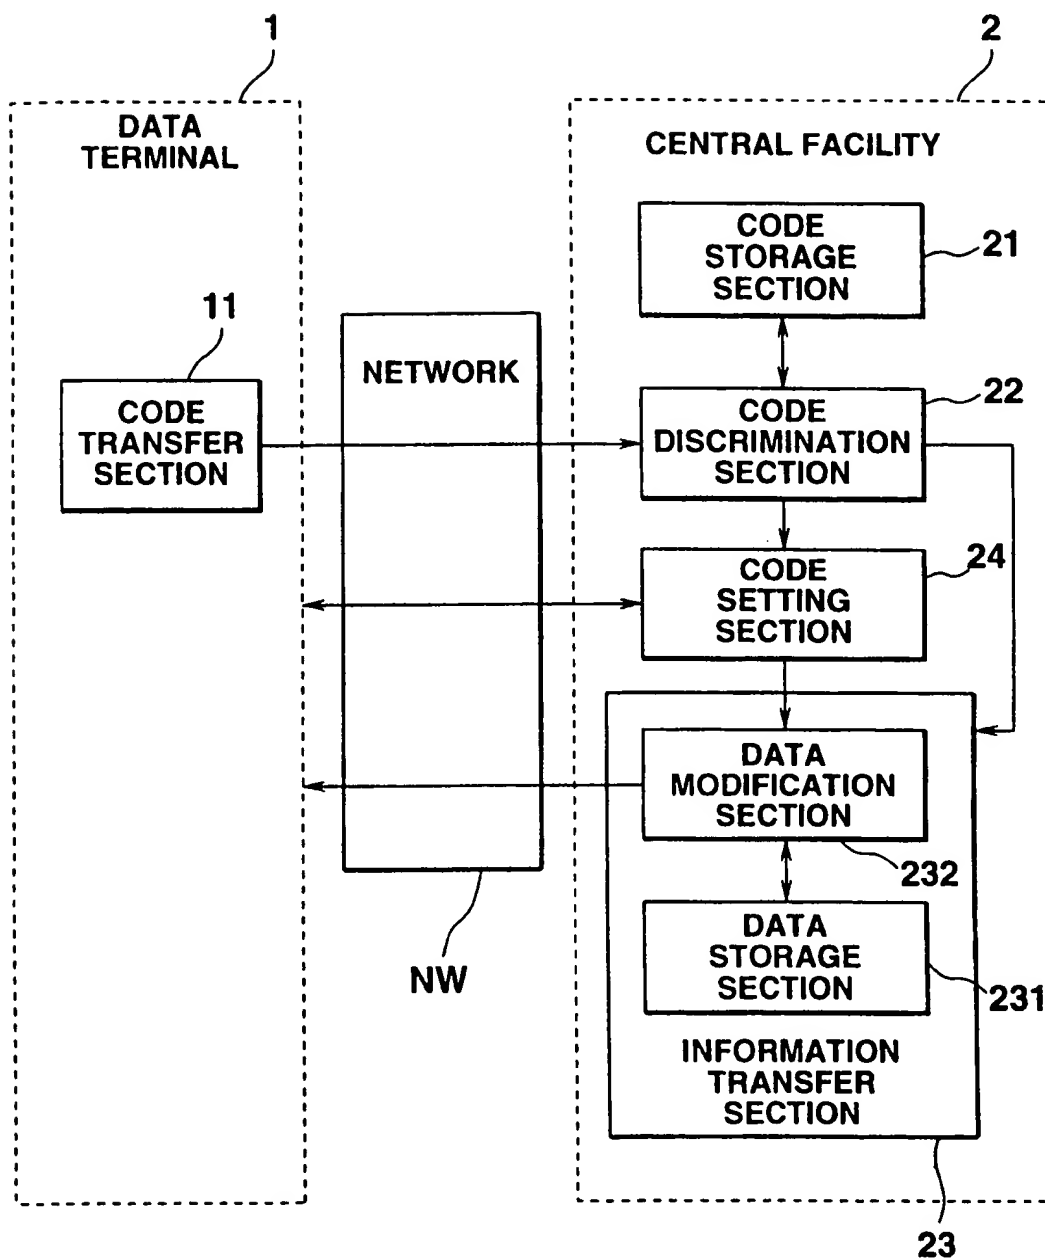 1
2
DATA
TERMINAL
CENTRAL FACILITY
CODE
STORAGE
SECTION
21
11
NETWORK
CODE
TRANSFER
SECTION
22
CODE
DISCRIMINATION
SECTION
24
CODE
SETTING
SECTION
DATA
MODIFICATION
SECTION
232
NW
DATA
STORAGE
SECTION
231
INFORMATION
TRANSFER
SECTION
23